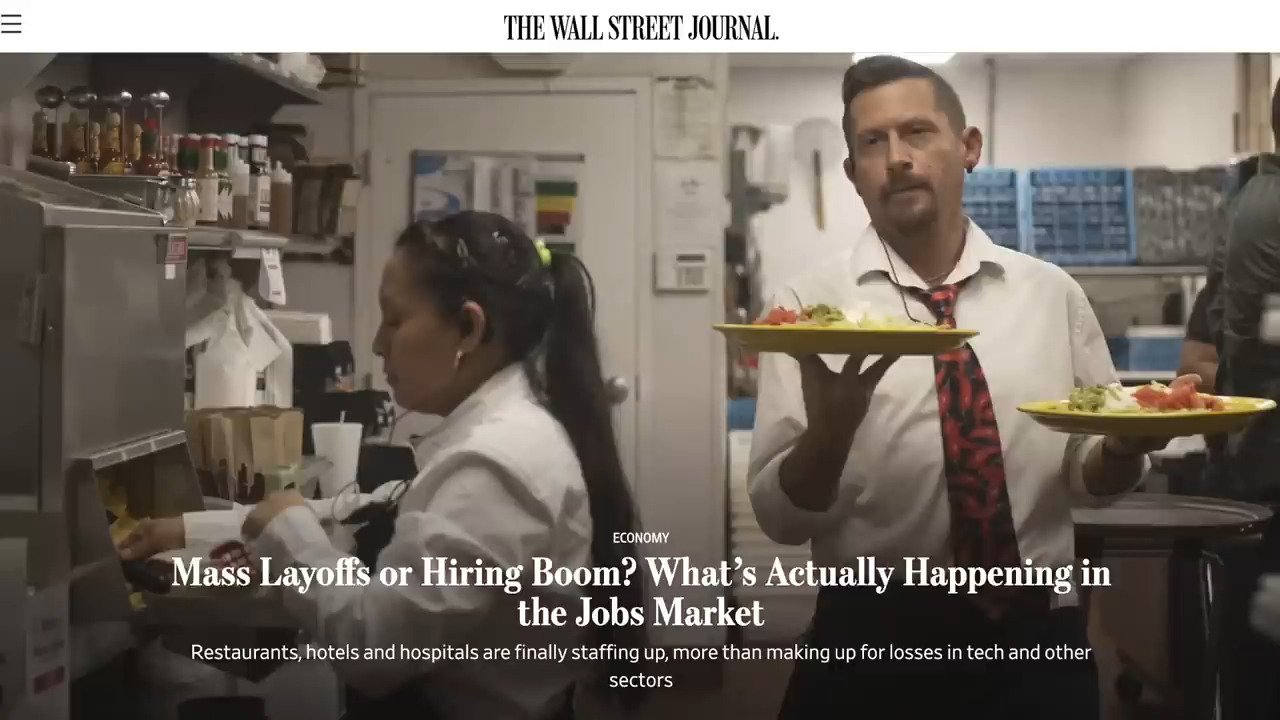 THE WALL STREET JOURNAL.
ECONOMY
Mass Layoffs or Hiring Boom? What’s Actually Happening in
the Jobs Market
Restaurants, hotels and hospitals are finally staffing up, more than making up for losses in tech and other
sectors